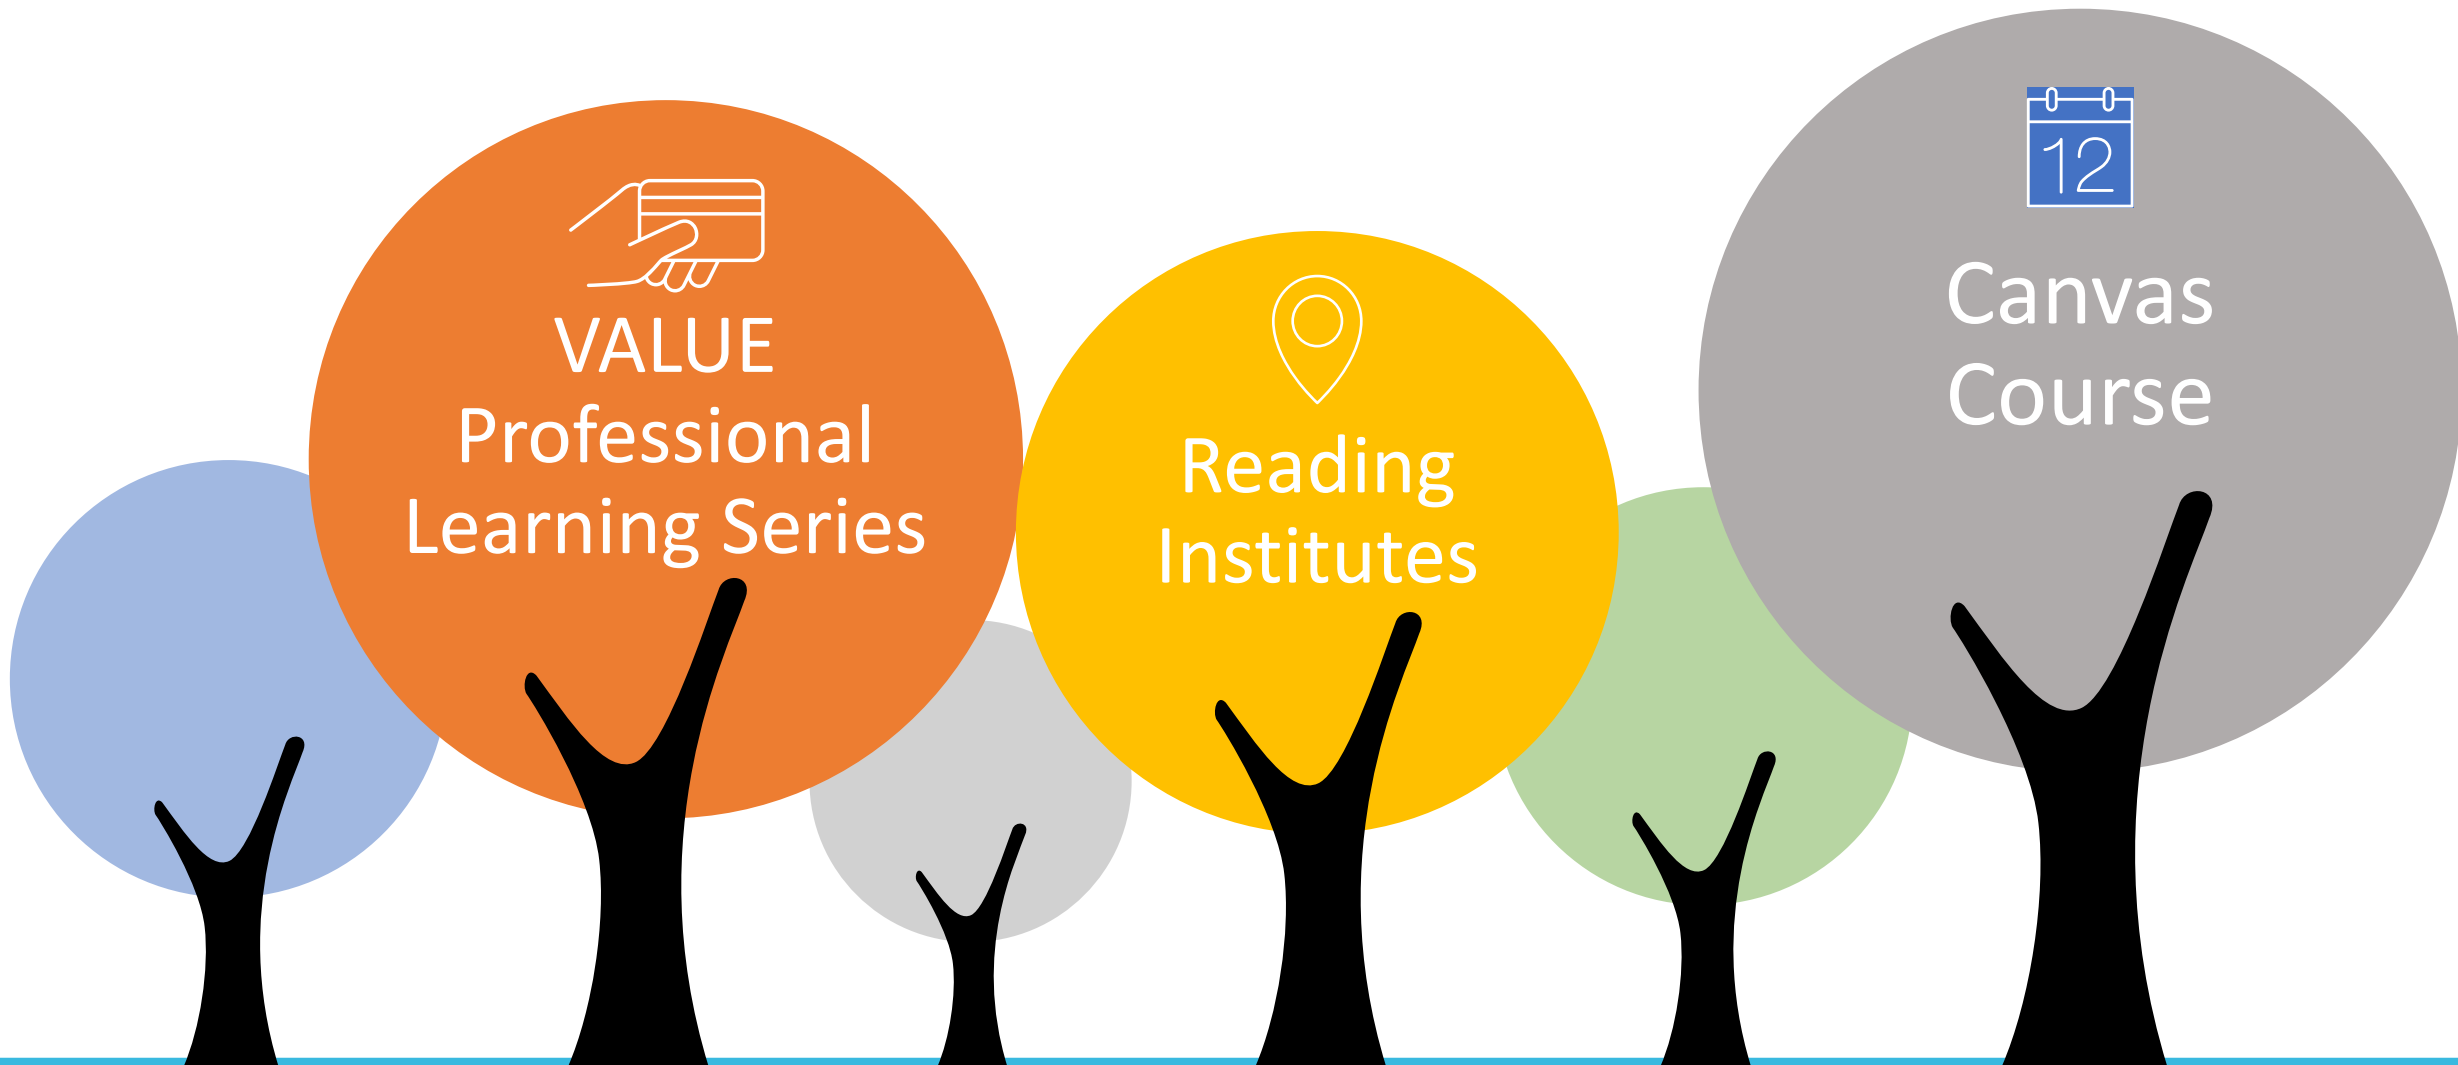 VALUE
Professional
Learning Series
Reading
Institutes
12
Canvas
Course